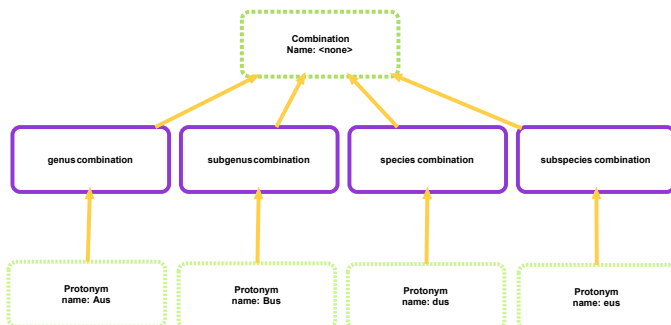 Combination
Name: <none>
genus combination
subgenus combination
species combination
subspecies combination
Protonym
name: Aus
Protonym
name: Bus
Protonym
name: dus
Protonym
name: eus